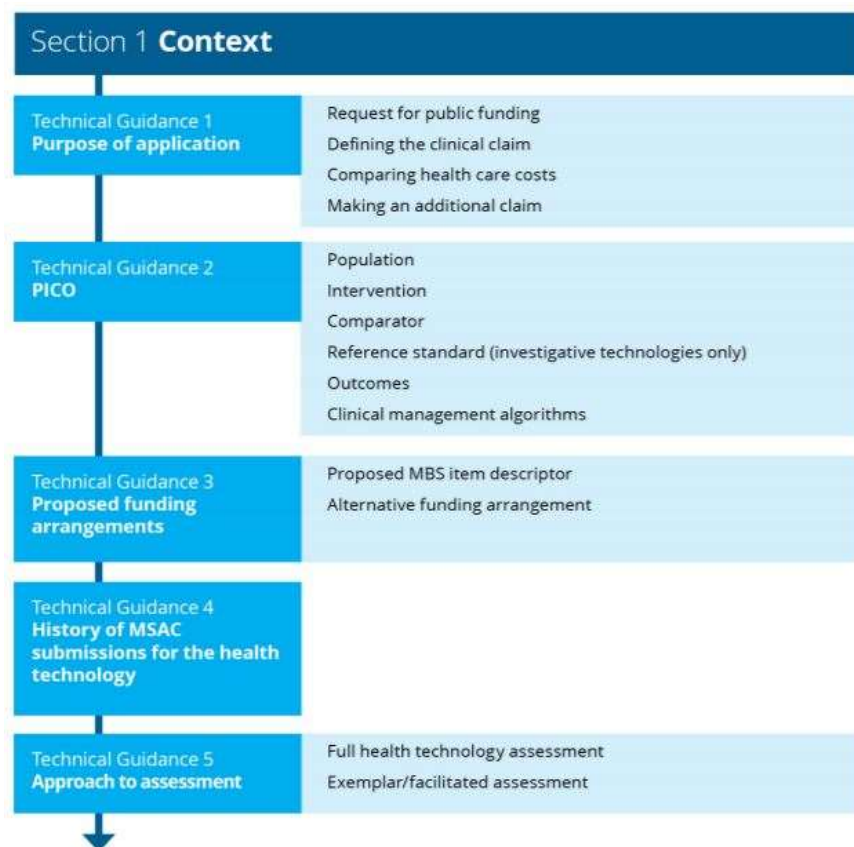 Section 1 Context
Technical Guidance 1
Purpose of application
Request for public funding
Defining the clinical claim
Comparing health care costs
Making an additional claim
Technical Guidance 2
PICO
Population
Intervention
Comparator
Reference standard (investigative technologies only)
Outcomes
Clinical management algorithms
Technical Guidance 3
Proposed funding
arrangements
Proposed MBS item descriptor
Alternative funding arrangement
Technical Guidance 4
History of MSAC
submissions for the health
technology
Technical Guidance 5
Approach to assessment
Full health technology assessment
Exemplar/facilitated assessment